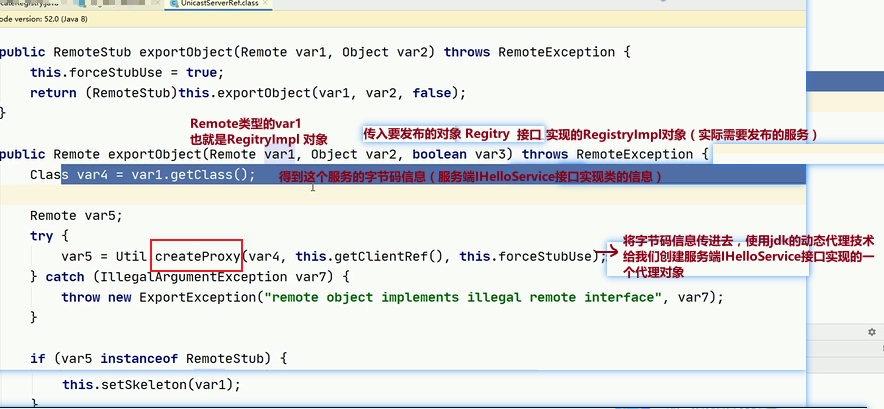 UnicastServerRef.class
ode version: 52.0 (Java 8)
public RemoteStub exportObject(Remote var1, Object var2) throws RemoteException {
this.forceStubUse = true;
return (RemoteStub)this.exportObject(var1, var2, false);
}
Remote类型的var1
也就是RegitryImpl 对象
传入要发布的对象 Regitry 接口 实现的RegistryImpl对象（实际需要发布的服务）
public Remote exportObject(Remote var1, Object var2, boolean var3) throws RemoteException {
Class var4 = var1.getClass(); 得到这个服务的字节码信息（服务端IHelloService接口实现类的信息）
Remote var5;
try {
var5 = Util.createProxy(var4, this.getClientRef(), this.forceStubUse);
将字节码信息传进去，使用jdk的动态代理技术
给我们创建服务端IHelloService接口实现的一
个代理对象
} catch (IllegalArgumentException var7) {
throw new ExportException("remote object implements illegal remote interface", var7);
}
if (var5 instanceof RemoteStub) {
this.setSkeleton(var1);
}